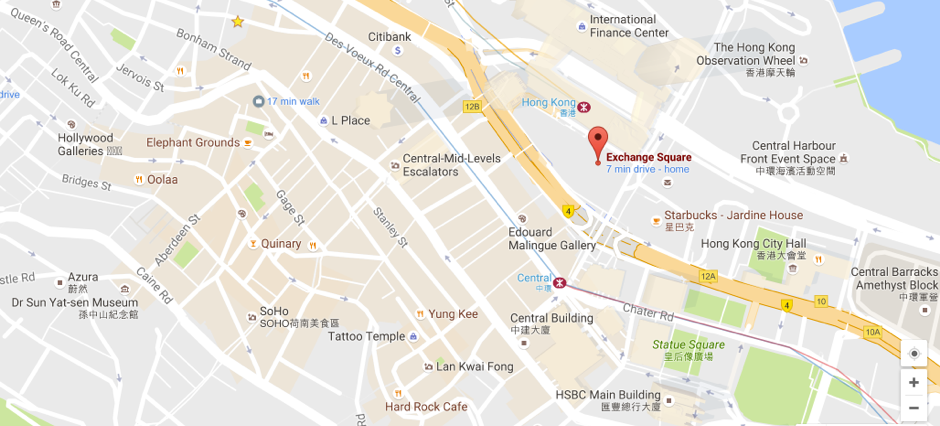 Queen's Road Central
Bonham Strand
Jervois St
Lok Ku Rd
drive
Citibank
Des Voeux Rd Central
International
Finance Center
The Hong Kong
Observation Wheel
香港摩天輪
12B
Hong Kong
香港
17 min walk
L Place
Hollywood
Galleries
Elephant Grounds
Central-Mid-Levels
Escalators
Exchange Square
7 min drive - home
Central Harbour
Front Event Space
中環海濱活動空間
Bridges St
Oolaa
Aberdeen St
Gage St
Stanley St
4
Starbucks - Jardine House
星巴克
Edouard
Malingue Gallery
Quinary
Hong Kong City Hall
香港大會堂
stle Rd
Azura
蔚然
Caine Rd
Central
中環
12A
Central Barracks
Amethyst Block
中環軍營
Dr Sun Yat-sen Museum
孫中山紀念館
SoHo
SOHO荷南美食區
Yung Kee
Central Building
中建大廈
Chater Rd
4
10
10A
Tattoo Temple
Statue Square
皇后像廣場
Lan Kwai Fong
Hard Rock Cafe
HSBC Main Building
匯豐總行大廈
Rd
St
+
−